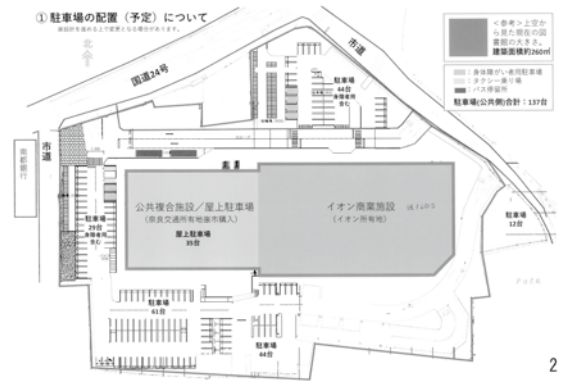 ① 駐車場の配置（予定）について
国道24号
市道
<参考>上空か
ら見た現在の図
書館の大きさ。
建築面積約260㎡
：身体障がい者用駐車場
：タクシー乗り場
：バス停留所
駐車場(公共側)合計：137台
駐車場
44台
身障者用
含む
市道
南都銀行
公共複合施設／屋上駐車場
（奈良交通所有地庫市購入）
屋上駐車場
35台
イオン商業施設
（イオン所有地）
駐車場
29台
身障者用
含む
駐車場
12台
駐車場
61台
駐車場
44台
2